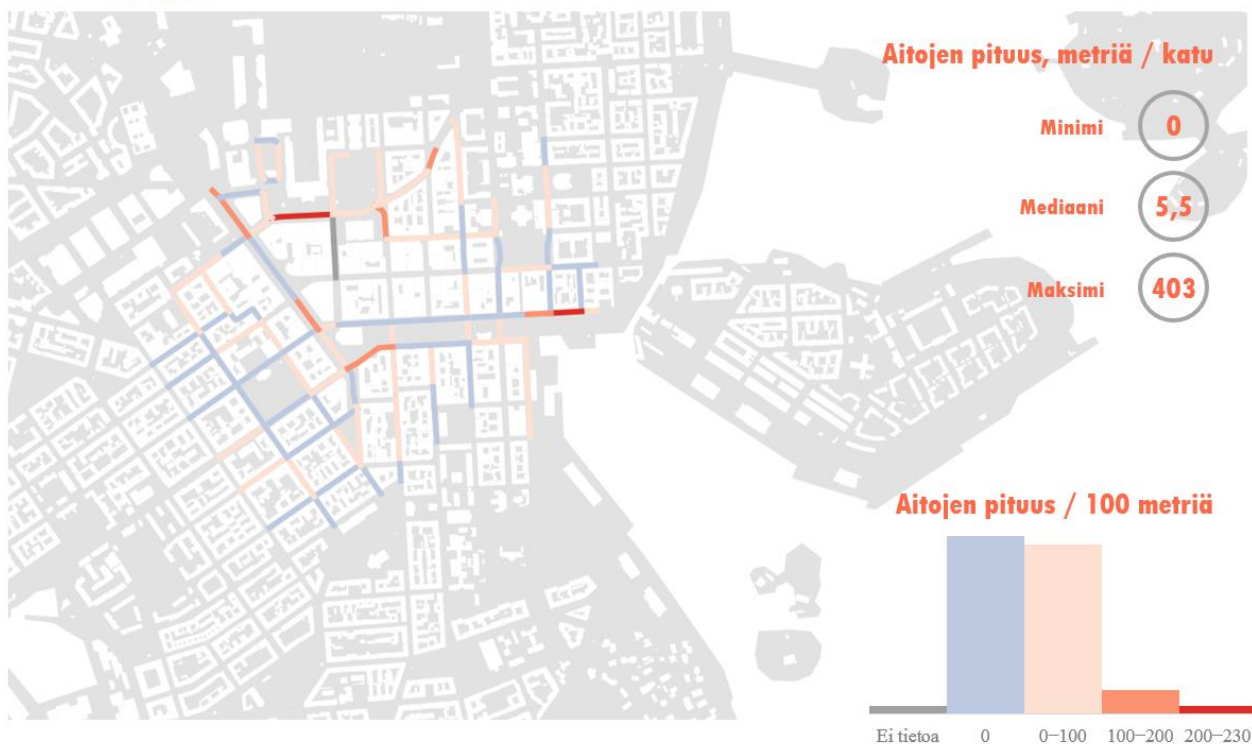 Aitojen pituus, metriä / katu
Minimi 0
Mediaani 5,5
Maksimi 403
Aitojen pituus / 100 metriä
Ei tietoa 0 0–100 100–200 200–230